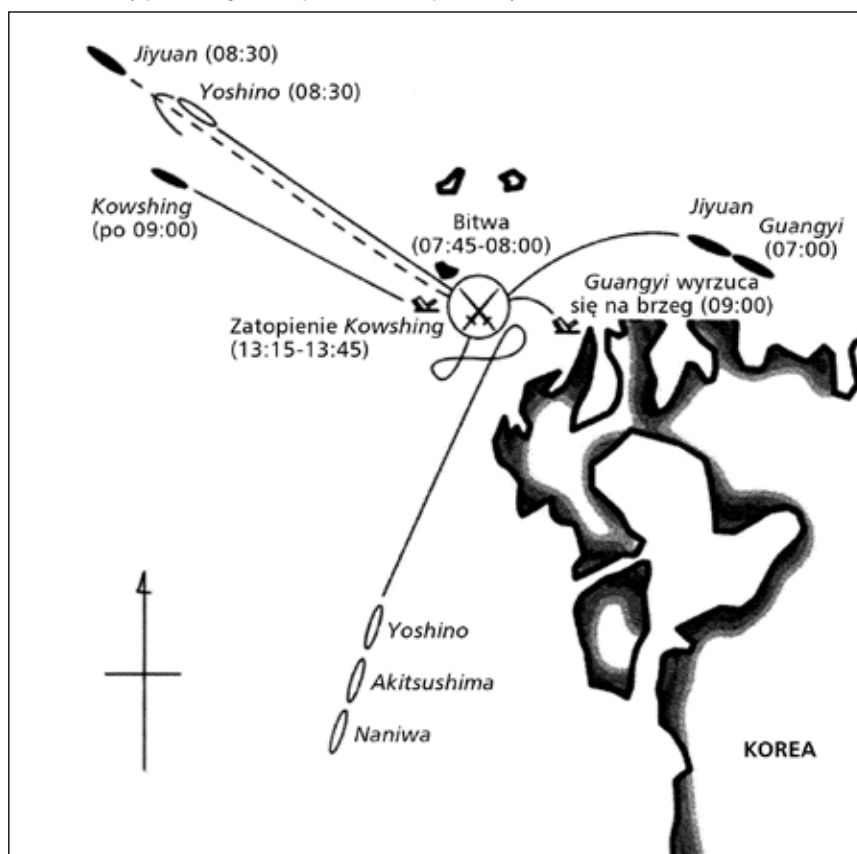 Jiyuan (08:30)
Yoshino (08:30)
Kowshing
(po 09:00)
Bitwa
(07:45-08:00)
Jiyuan
Guangyi
(07:00)
Guangyi wyrzuca
się na brzeg (09:00)
Zatopienie Kowshing
(13:15-13:45)
Yoshino
Akitsushima
Naniwa
KOREA